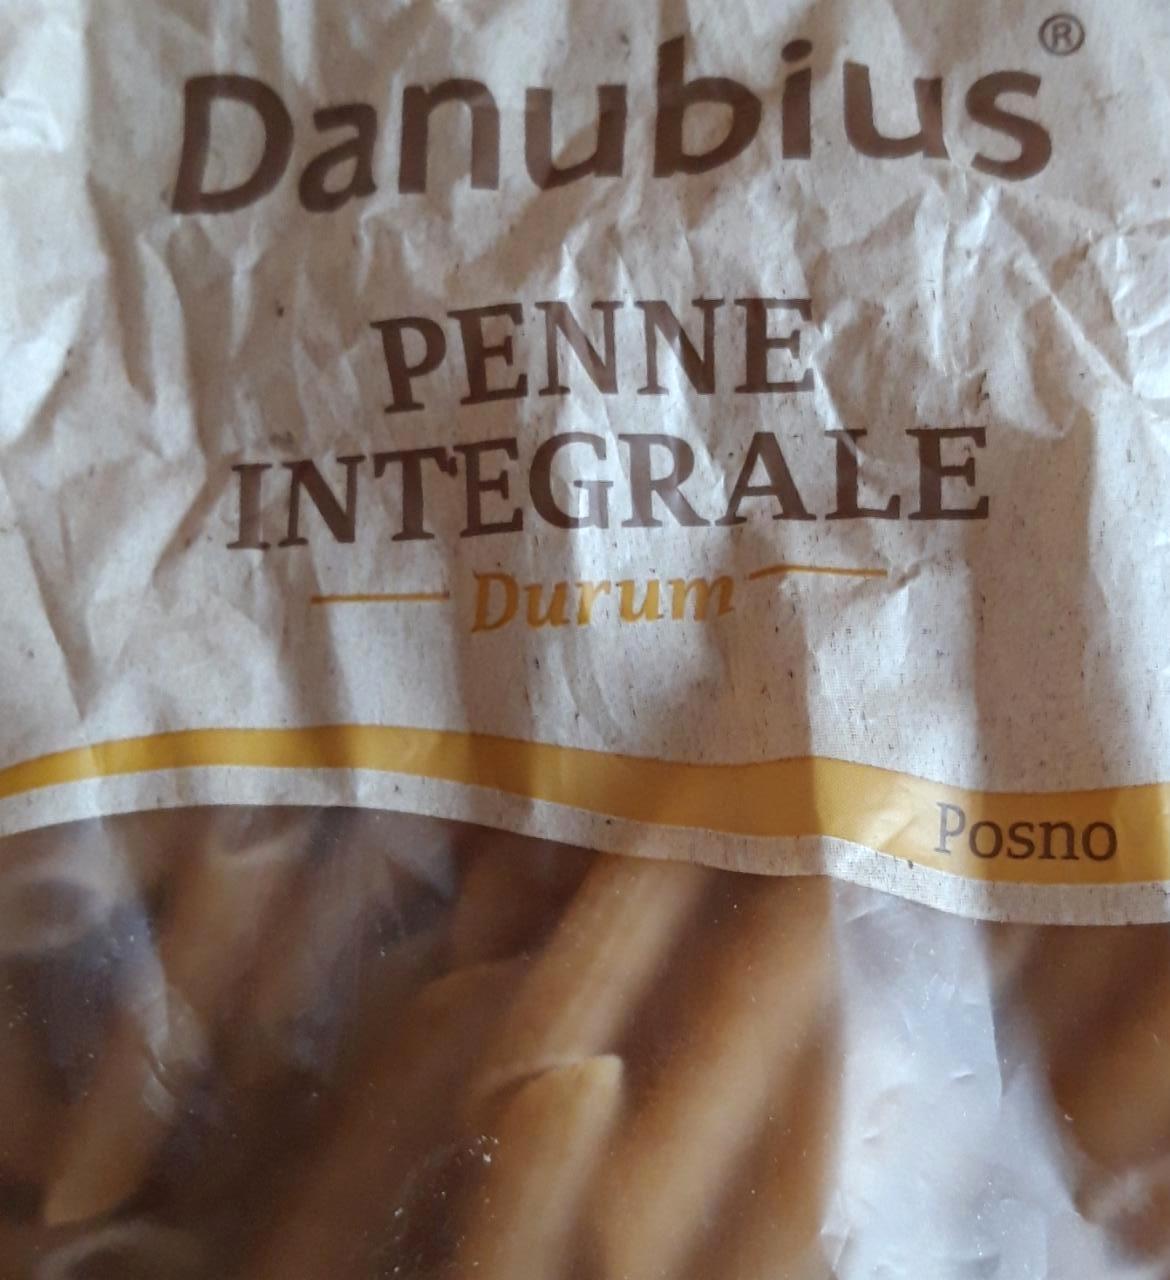 Danubius®
PENNE
INTEGRALE
Durum
Posno